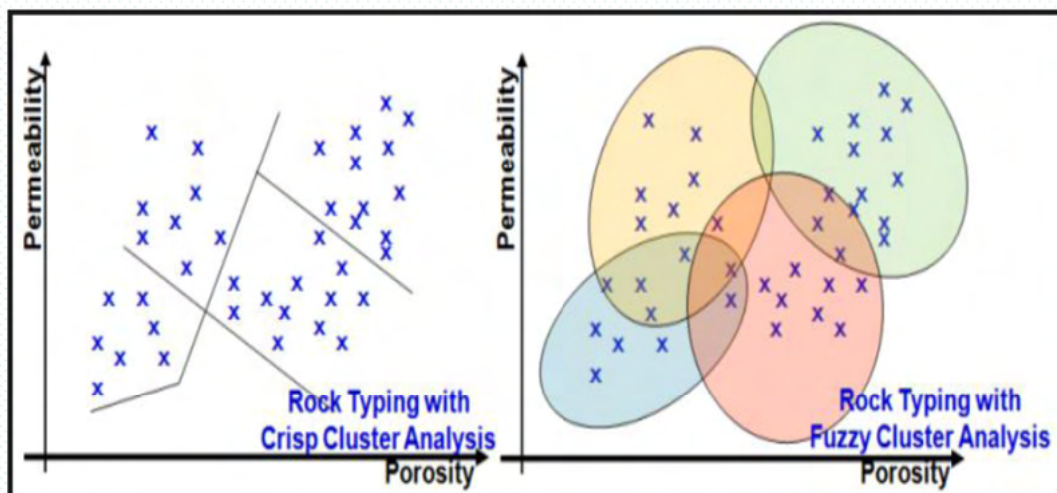 Permeability
Rock Typing with
Crisp Cluster Analysis
Porosity
Permeability
Rock Typing with
Fuzzy Cluster Analysis
Porosity